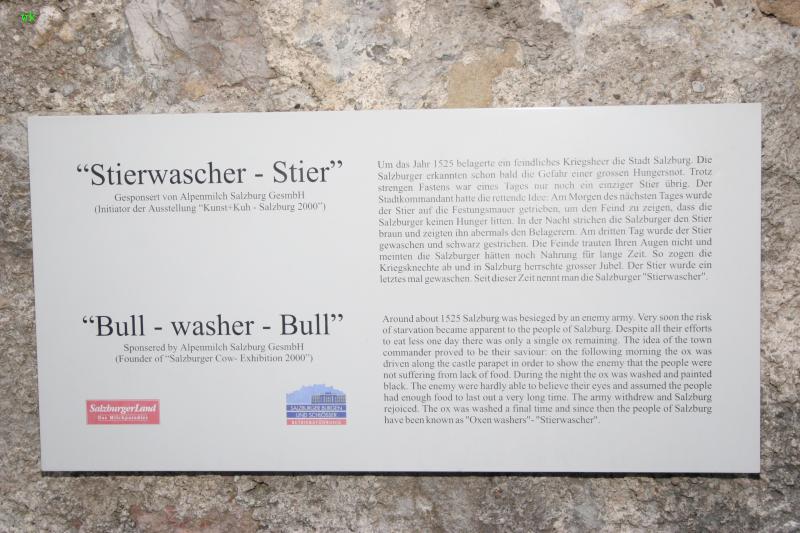 wk
“Stierwascher - Stier”
Gesponsert von Alpenmilch Salzburg GesmbH
(Initiator der Ausstellung “Kunst+Kuh - Salzburg 2000”)
Um das Jahr 1525 belagerte ein feindliches Kriegsheer die Stadt Salzburg. Die
Salzburger erkannten schon bald die Gefahr einer grossen Hungersnot. Trotz
strengen Fastens war eines Tages nur noch ein einziger Stier übrig. Der
Stadtkommandant hatte die rettende Idee: Am Morgen des nächsten Tages wurde
der Stier auf die Festungsmauer getrieben, um den Feind zu zeigen, dass die
Salzburger keinen Hunger litten. In der Nacht strichen die Salzburger den Stier
braun und zeigten ihn abermals den Belagerern. Am dritten Tag wurde der Stier
gewaschen und schwarz gestrichen. Die Feinde trauten Ihren Augen nicht und
meinten die Salzburger hätten noch Nahrung für lange Zeit. So zogen die
Kriegsknechte ab und in Salzburg herrschte grosser Jubel. Der Stier wurde ein
letztes mal gewaschen. Seit dieser Zeit nennt man die Salzburger "Stierwascher".
“Bull - washer - Bull”
Sponsered by Alpenmilch Salzburg GesmbH
(Founder of “Salzburger Cow- Exhibition 2000”)
Around about 1525 Salzburg was besieged by an enemy army. Very soon the risk
of starvation became apparent to the people of Salzburg. Despite all their efforts
to eat less one day there was only a single ox remaining. The idea of the town
commander proved to be their saviour: on the following morning the ox was
driven along the castle parapet in order to show the enemy that the people were
not suffering from lack of food. During the night the ox was washed and painted
black. The enemy were hardly able to believe their eyes and assumed the people
had enough food to last out a very long time. The army withdrew and Salzburg
rejoiced. The ox was washed a final time and since then the people of Salzburg
have been known as "Oxen washers"- "Stierwascher".
SalzburgerLand
Das Milchparadies
SALZBURGER BURGEN
UND SCHLÖSSER